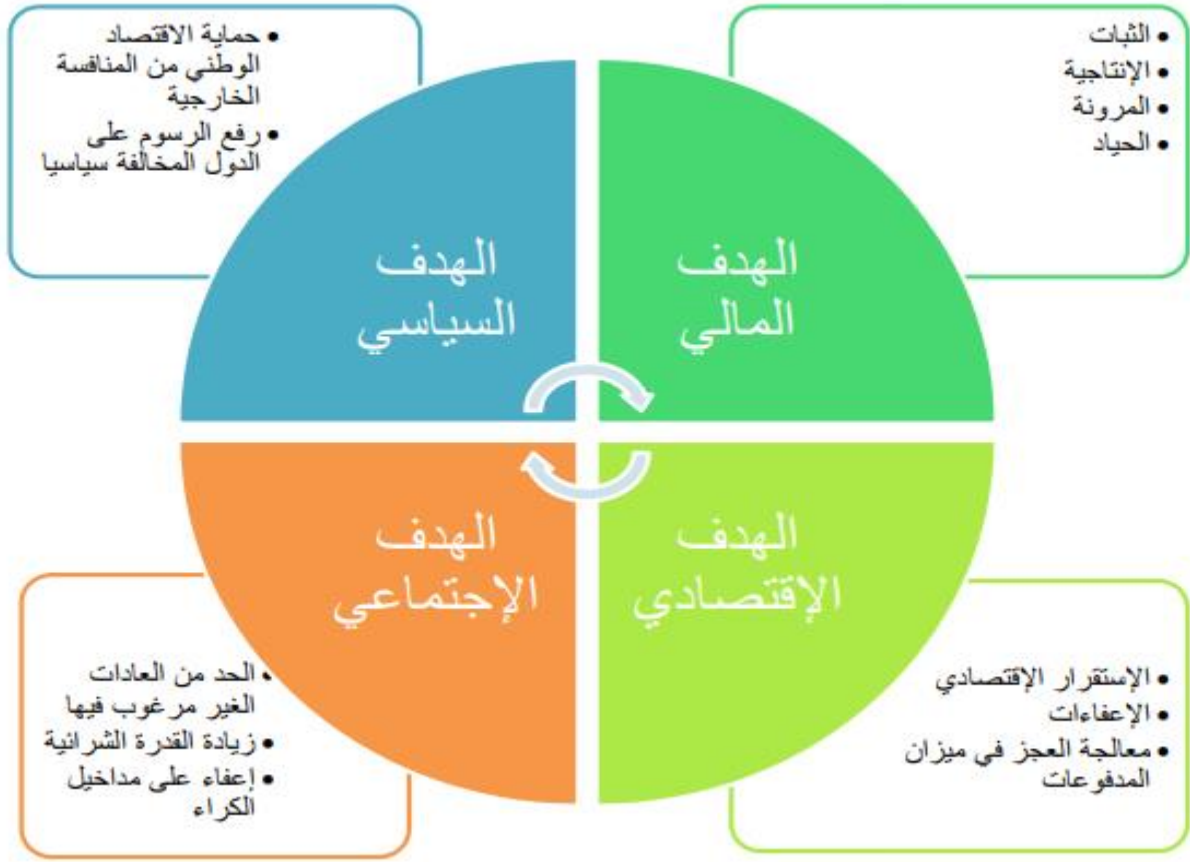 • الثبات
• الإنتاجية
• المرونة
• الحياد
• حماية الاقتصاد
الوطني من المنافسة
الخارجية
• رفع الرسوم على
الدول المخالفة سياسيا
الهدف
المالي
الهدف
السياسي
الهدف
الإقتصادي
الهدف
الإجتماعي
• الإستقرار الإقتصادي
• الإعفاءات
• معالجة العجز في ميزان
المدفوعات
• الحد من العادات
الغير مرغوب فيها
• زيادة القدرة الشرائية
• إعفاء على مداخيل
الكراء